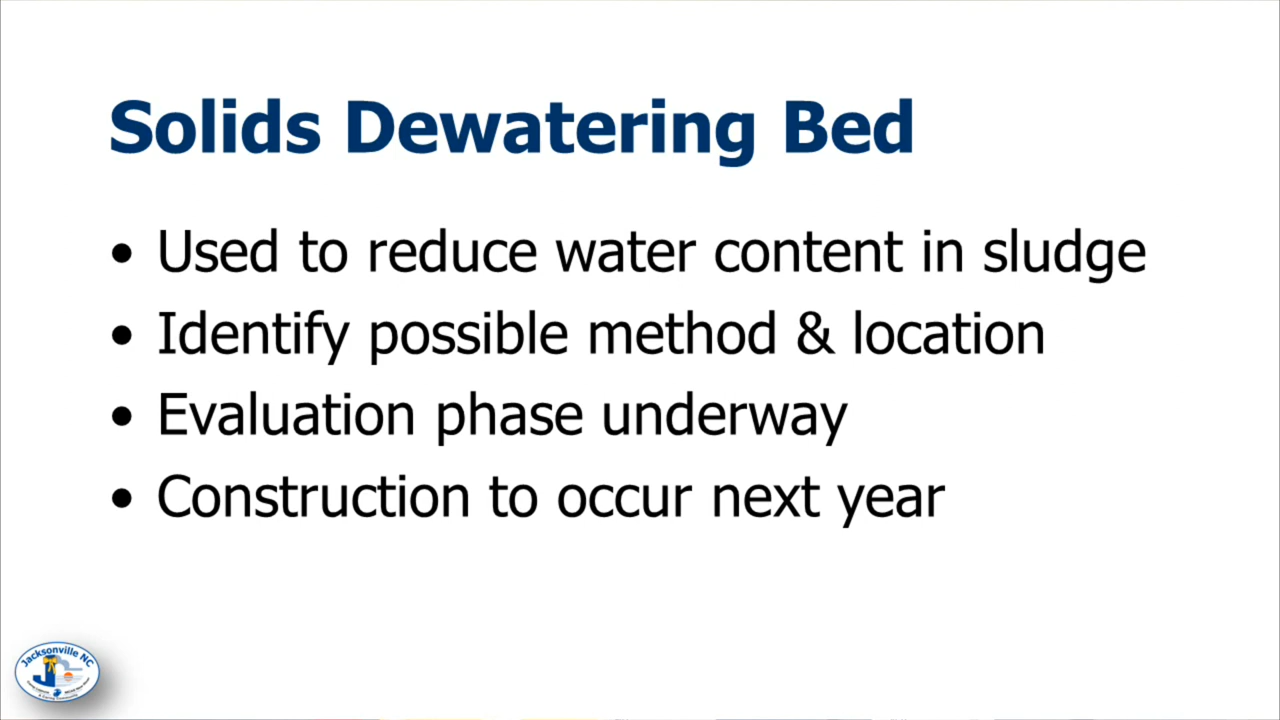 Solids Dewatering Bed
• Used to reduce water content in sludge
• Identify possible method & location
• Evaluation phase underway
• Construction to occur next year
Jacksonville NC